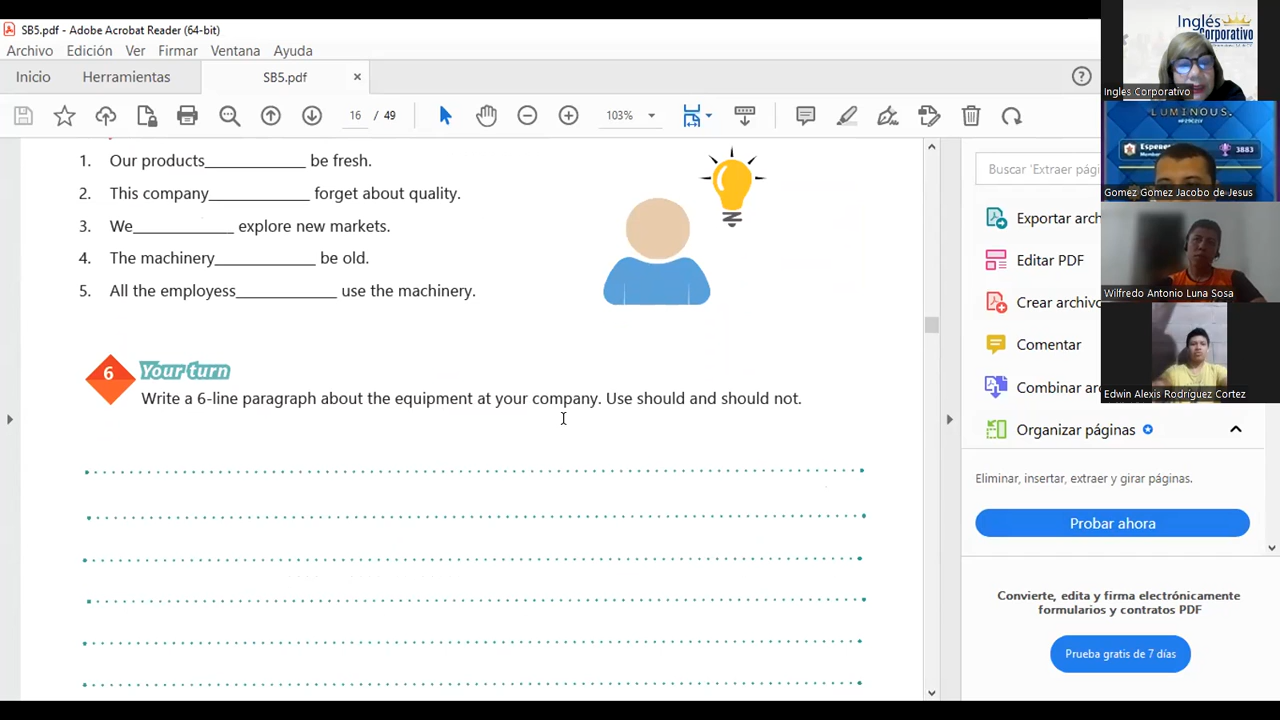 SB5.pdf - Adobe Acrobat Reader (64-bit)
Archivo Edición Ver Firmar Ventana Ayuda
Inicio Herramientas SB5.pdf ×
16 / 49 103%
1. Our products____________ be fresh.
2. This company____________ forget about quality.
3. We____________ explore new markets.
4. The machinery____________ be old.
5. All the employess____________ use the machinery.
6 Your turn
Write a 6-line paragraph about the equipment at your company. Use should and should not.
Buscar 'Extraer pág
Exportar arch
Editar PDF
Crear archivo
Comentar
Combinar ar
Organizar páginas
Eliminar, insertar, extraer y girar páginas.
Probar ahora
Convierte, edita y firma electrónicamente
formularios y contratos PDF
Prueba gratis de 7 días
Inglés
Corporativo
Ingles Corporativo
LUMINOUS.
3883
Gomez Gomez Jacobo de Jesus
Wilfredo Antonio Luna Sosa
Edwin Alexis Rodríguez Cortez